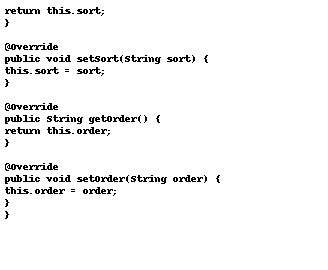 return this.sort;
}

@Override
public void setSort(String sort) {
this.sort = sort;
}

@Override
public String getOrder() {
return this.order;
}

@Override
public void setOrder(String order) {
this.order = order;
}
}